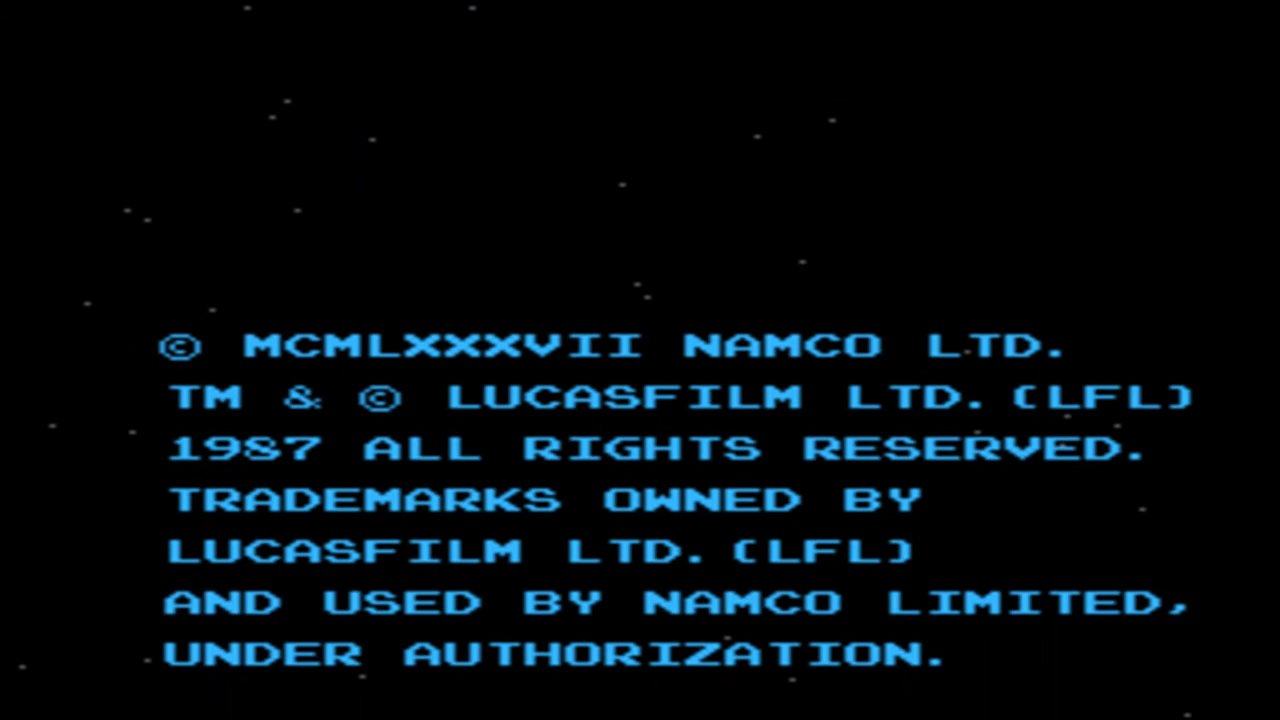 © MCMLXXXVII NAMCO LTD.
TM & © LUCASFILM LTD.(LFL)
1987 ALL RIGHTS RESERVED.
TRADEMARKS OWNED BY
LUCASFILM LTD.(LFL)
AND USED BY NAMCO LIMITED,
UNDER AUTHORIZATION.